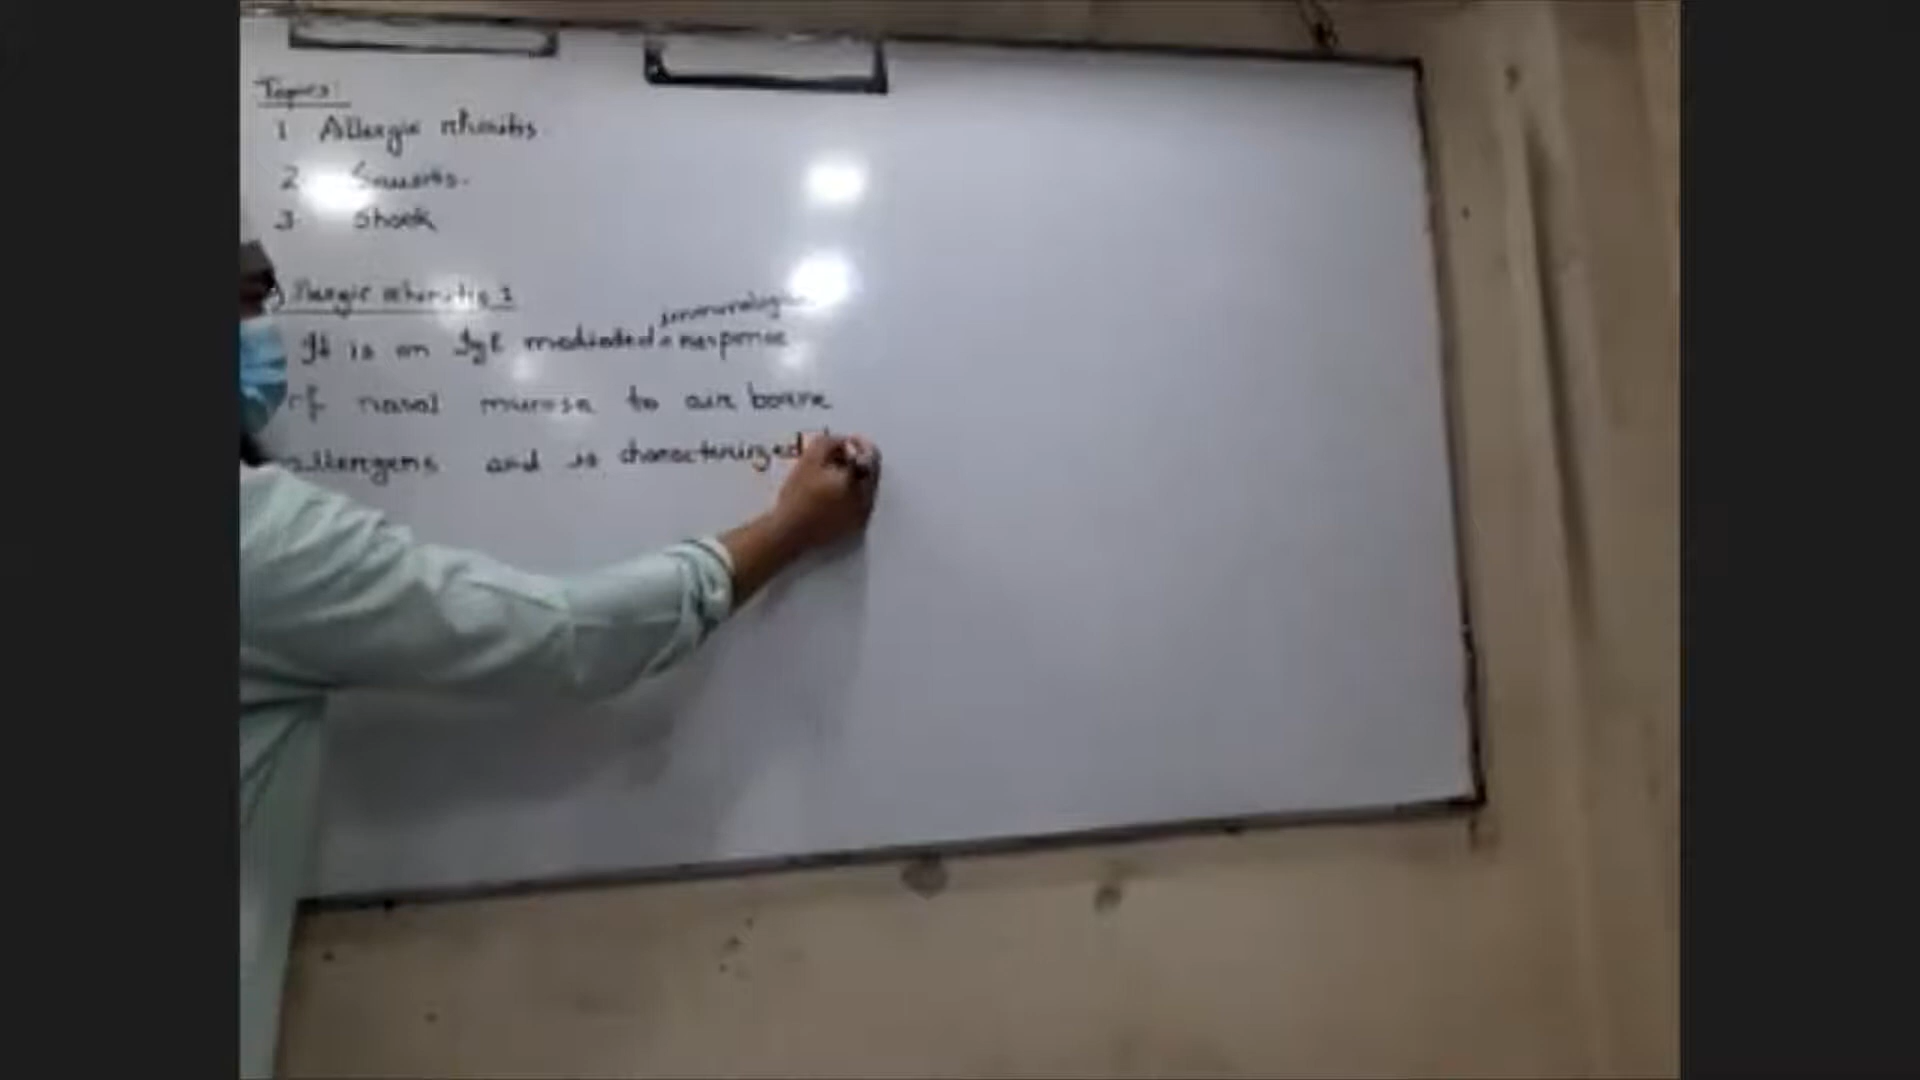 Topics:
1 Allergic rhinitis
2 Sinusitis.
3 Shock
Allergic rhinitis :
immunologic
It is an IgE mediated response
of nasal mucosa to air borne
allergens and is characterized